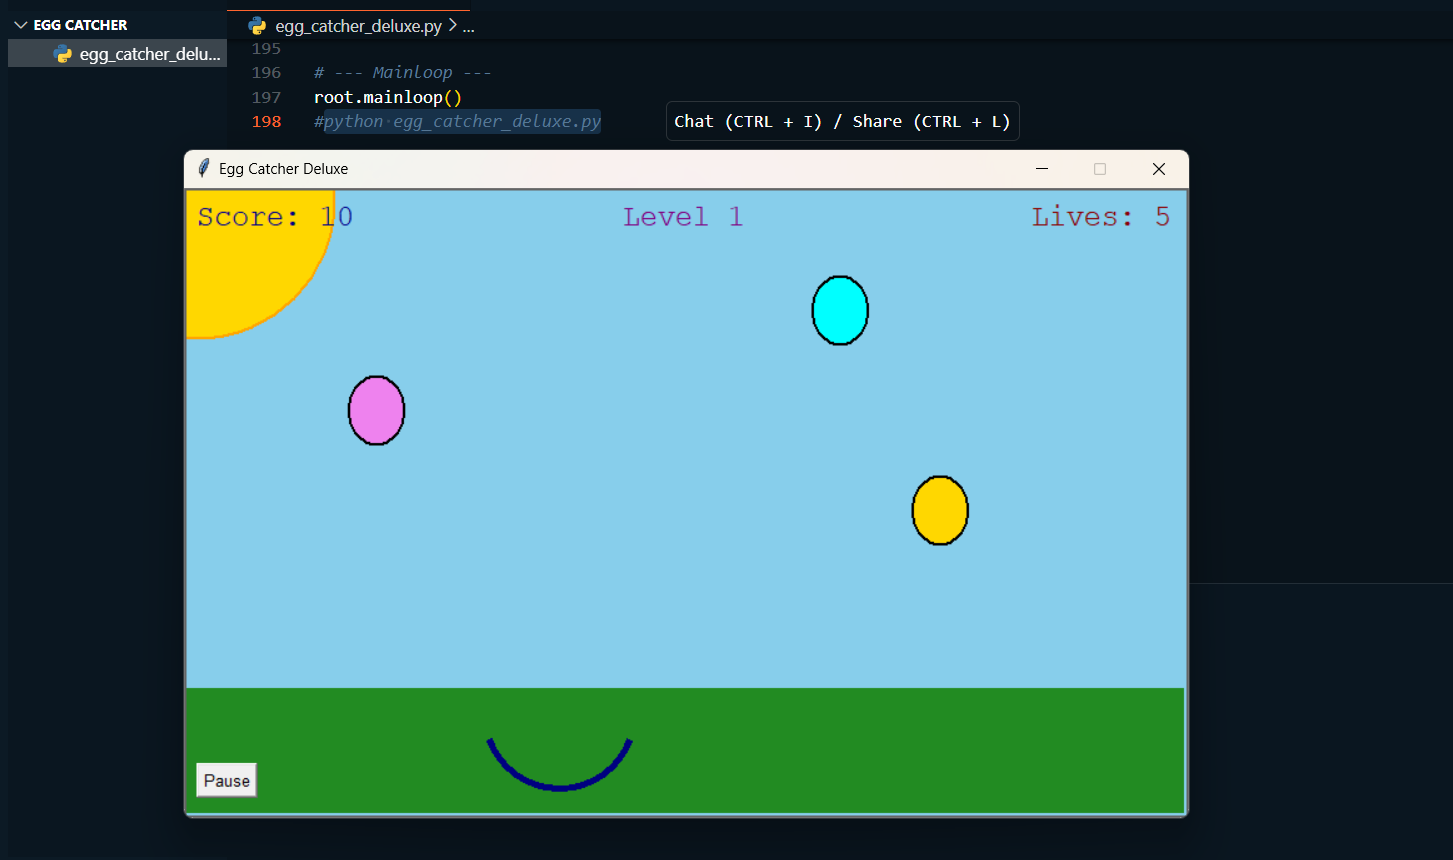 EGG CATCHER
egg_catcher_delu...
egg_catcher_deluxe.py > ...
195
196 # --- Mainloop ---
197 root.mainloop()
198 #python egg_catcher_deluxe.py
Chat (CTRL + I) / Share (CTRL + L)
Egg Catcher Deluxe
Score: 10 Level 1 Lives: 5
Pause